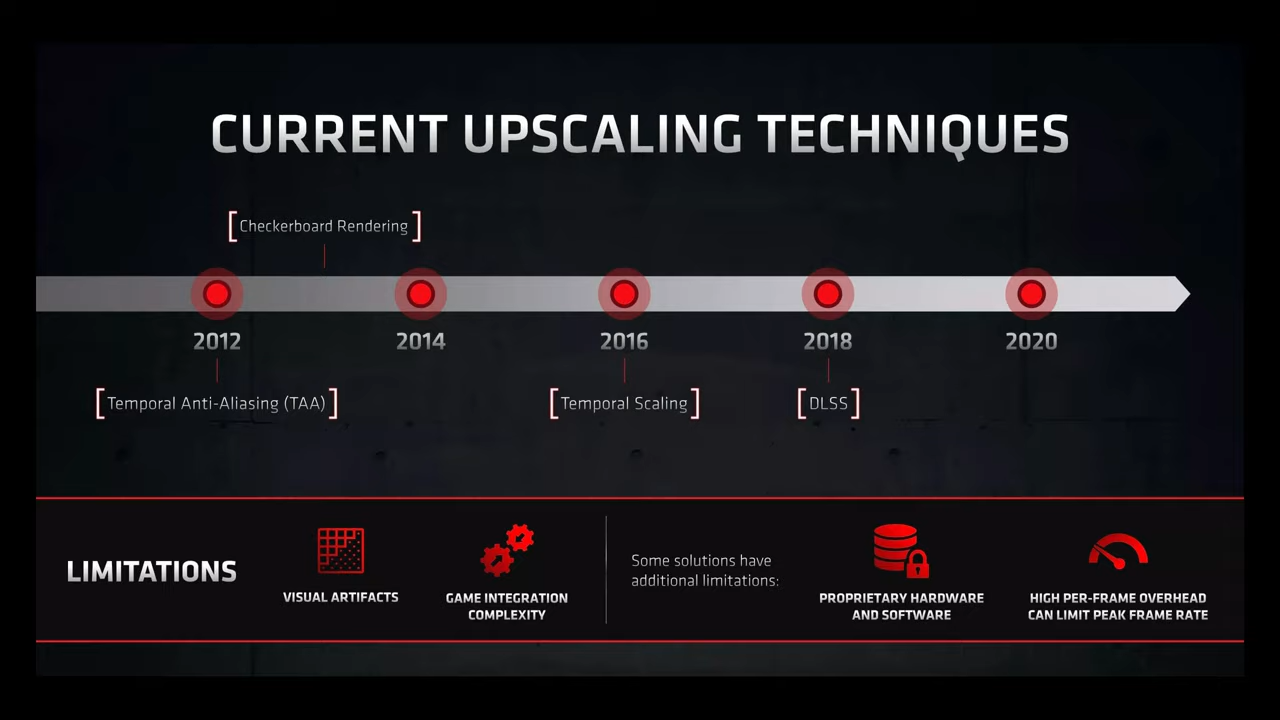 CURRENT UPSCALING TECHNIQUES
Checkerboard Rendering
2012
2014
2016
2018
2020
Temporal Anti-Aliasing (TAA)
Temporal Scaling
DLSS
LIMITATIONS
VISUAL ARTIFACTS
GAME INTEGRATION
COMPLEXITY
Some solutions have
additional limitations:
PROPRIETARY HARDWARE
AND SOFTWARE
HIGH PER-FRAME OVERHEAD
CAN LIMIT PEAK FRAME RATE